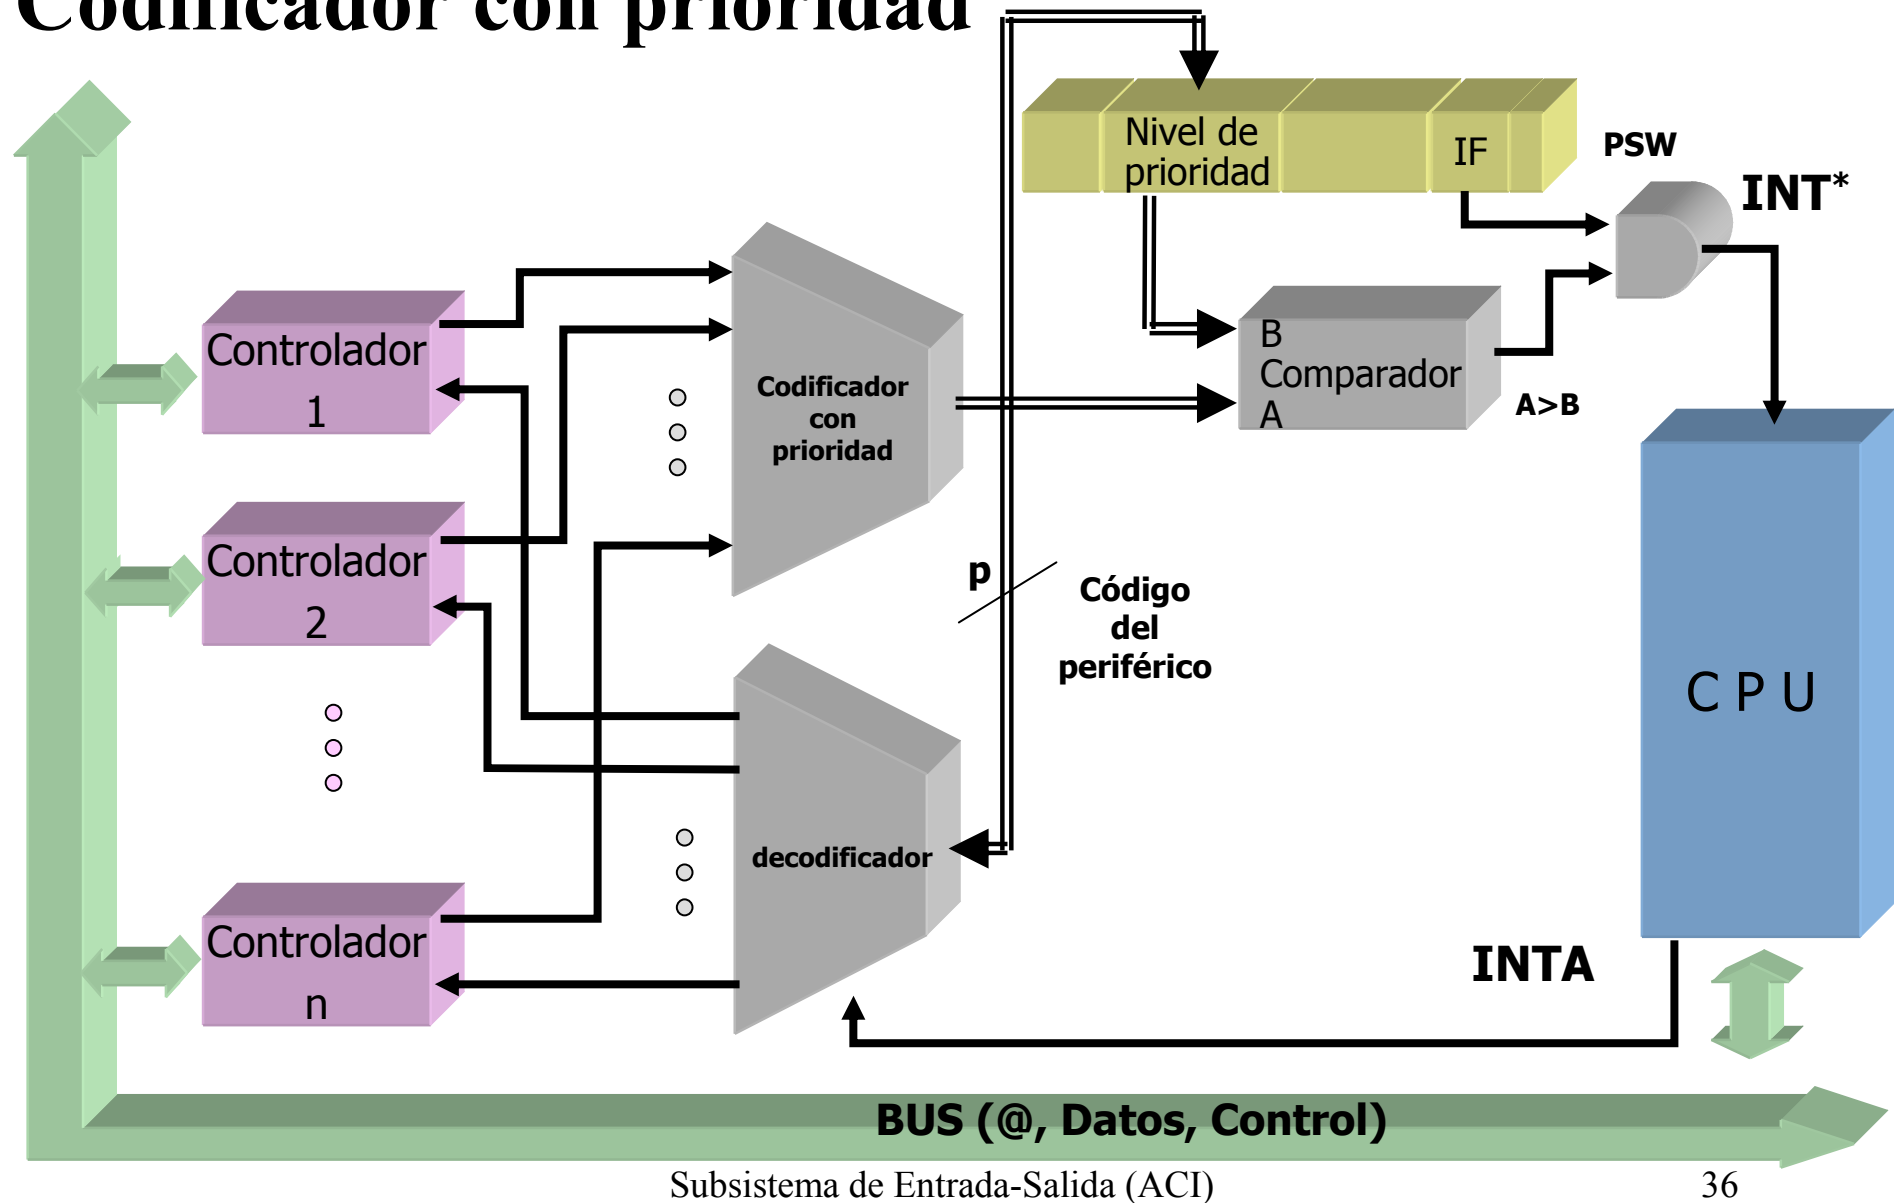 Codificador con prioridad
Nivel de
prioridad
IF
PSW
INT*
Controlador
1
Codificador
con
prioridad
B
Comparador
A
A>B
Controlador
2
p
Código
del
periférico
C P U
decodificador
Controlador
n
INTA
BUS (@, Datos, Control)
Subsistema de Entrada-Salida (ACI)
36